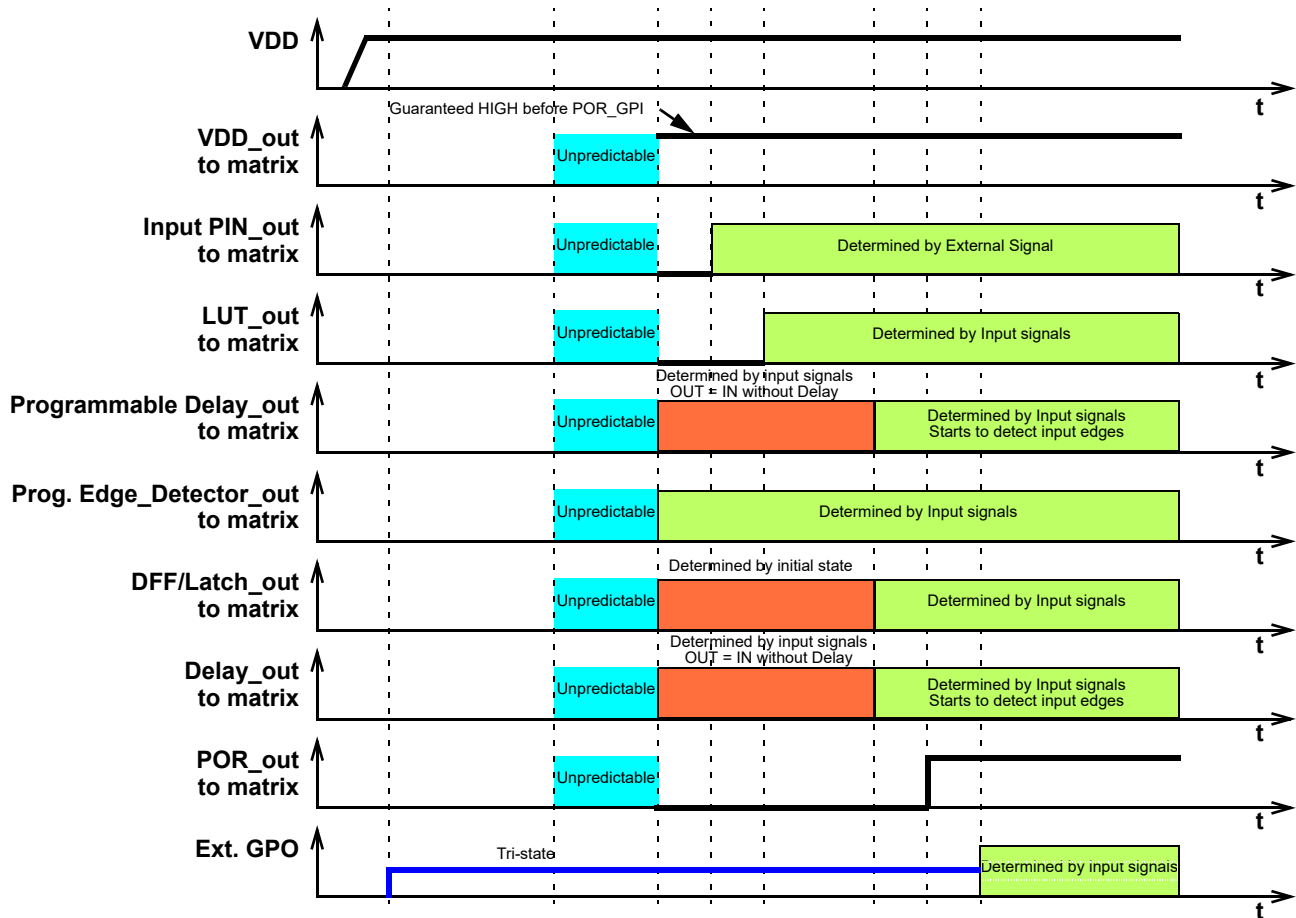 VDD
t
Guaranteed HIGH before POR_GPI
VDD_out
to matrix
Unpredictable
t
Input PIN_out
to matrix
Unpredictable
Determined by External Signal
t
LUT_out
to matrix
Unpredictable
Determined by Input signals
t
Determined by input signals
OUT = IN without Delay
Programmable Delay_out
to matrix
Unpredictable
Determined by Input signals
Starts to detect input edges
t
Prog. Edge_Detector_out
to matrix
Unpredictable
Determined by Input signals
t
Determined by initial state
DFF/Latch_out
to matrix
Unpredictable
Determined by Input signals
t
Determined by input signals
OUT = IN without Delay
Delay_out
to matrix
Unpredictable
Determined by Input signals
Starts to detect input edges
t
POR_out
to matrix
Unpredictable
t
Ext. GPO
Tri-state
Determined by input signals
t